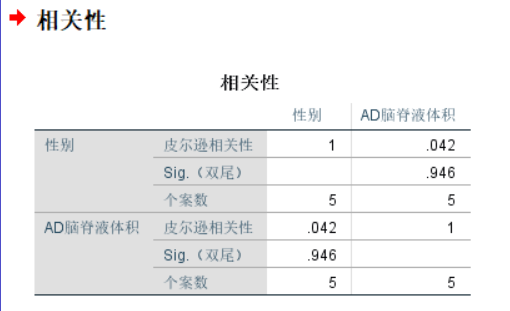 相关性
相关性
性别 AD脑脊液体积
性别 皮尔逊相关性 1 .042
Sig.（双尾） .946
个案数 5 5
AD脑脊液体积 皮尔逊相关性 .042 1
Sig.（双尾） .946
个案数 5 5